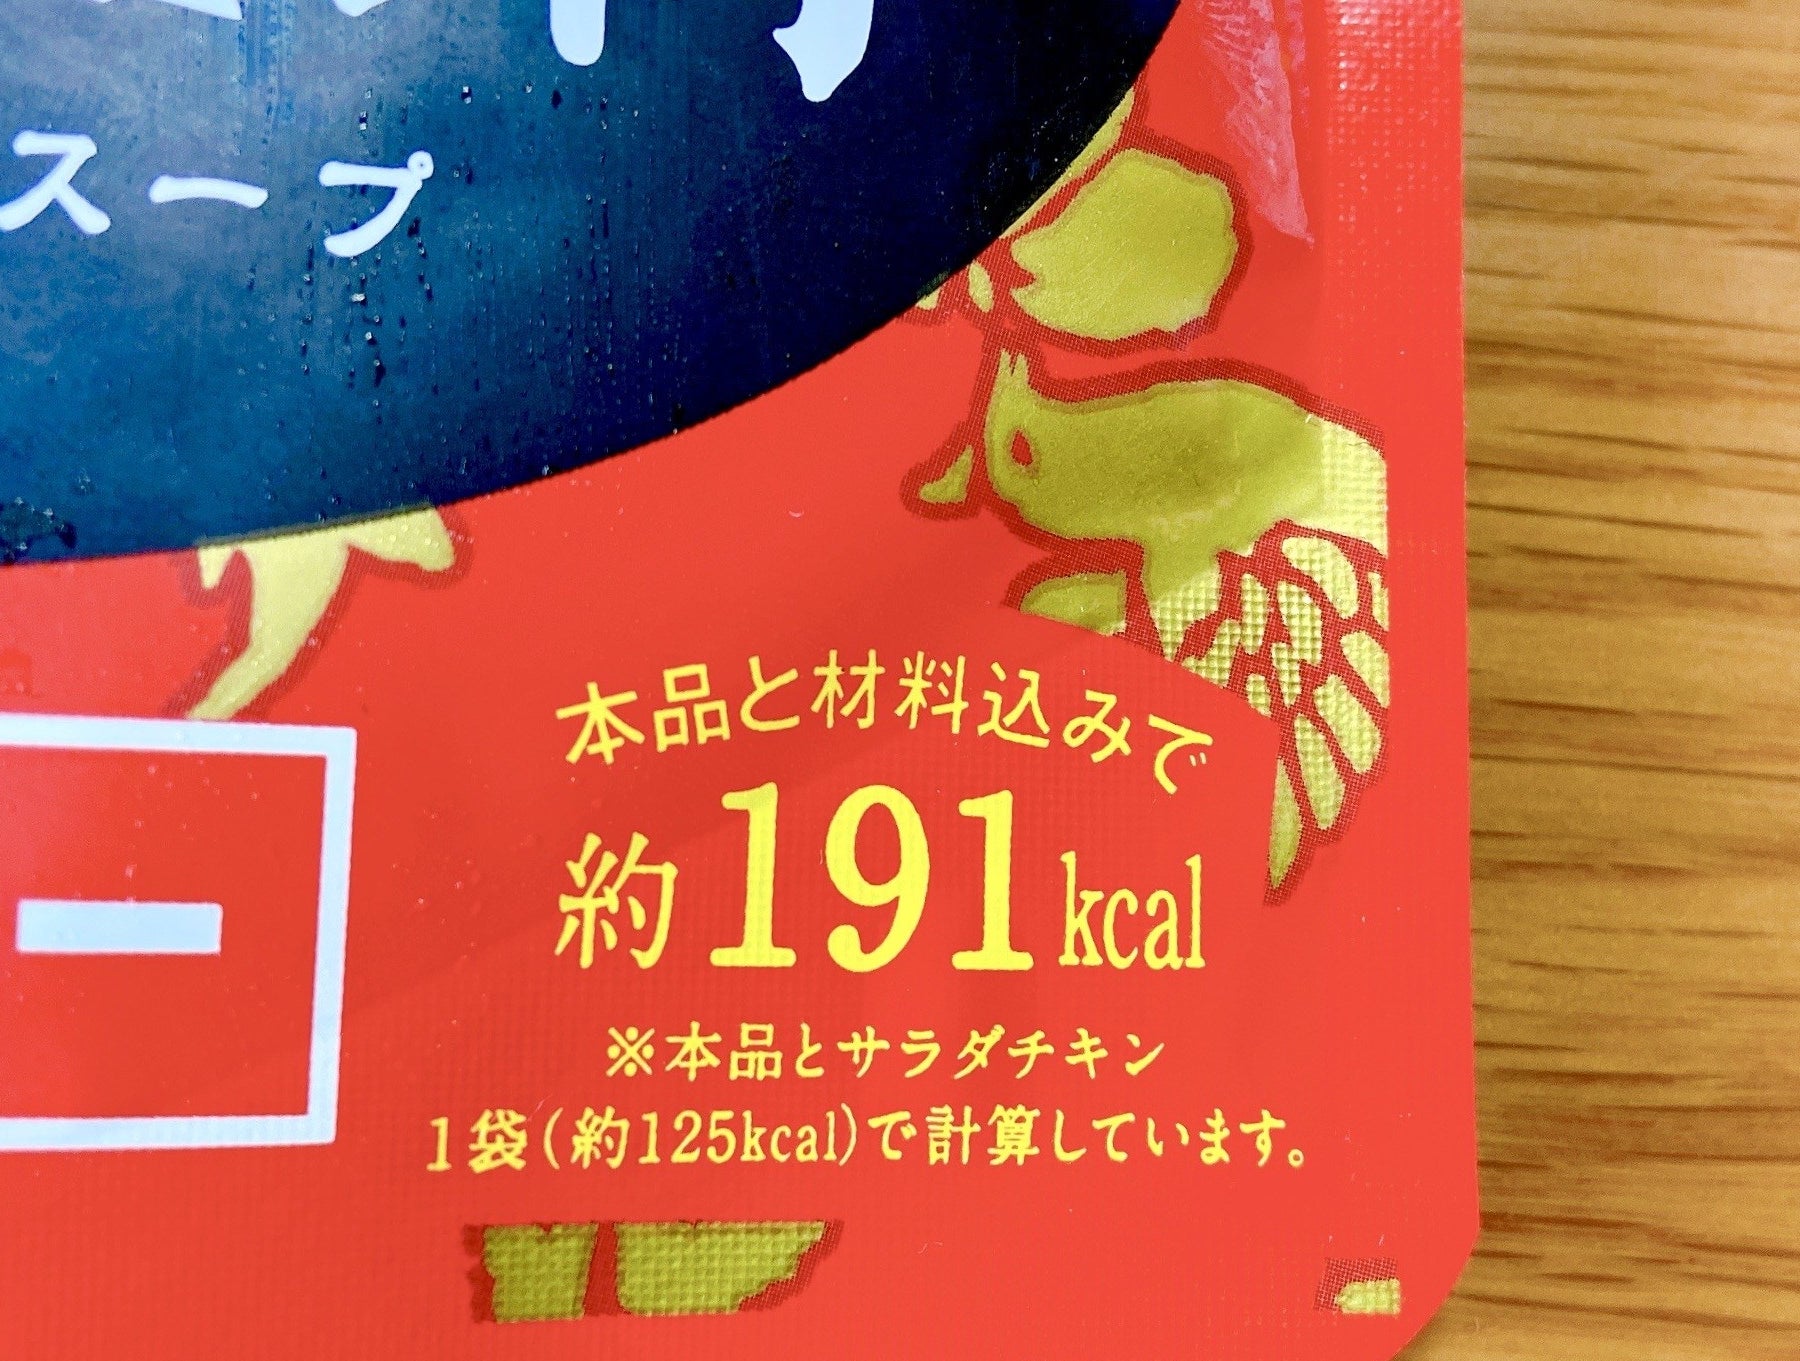 スープ
本品と材料込みで
約191kcal
※本品とサラダチキン
1袋(約125kcal)で計算しています。